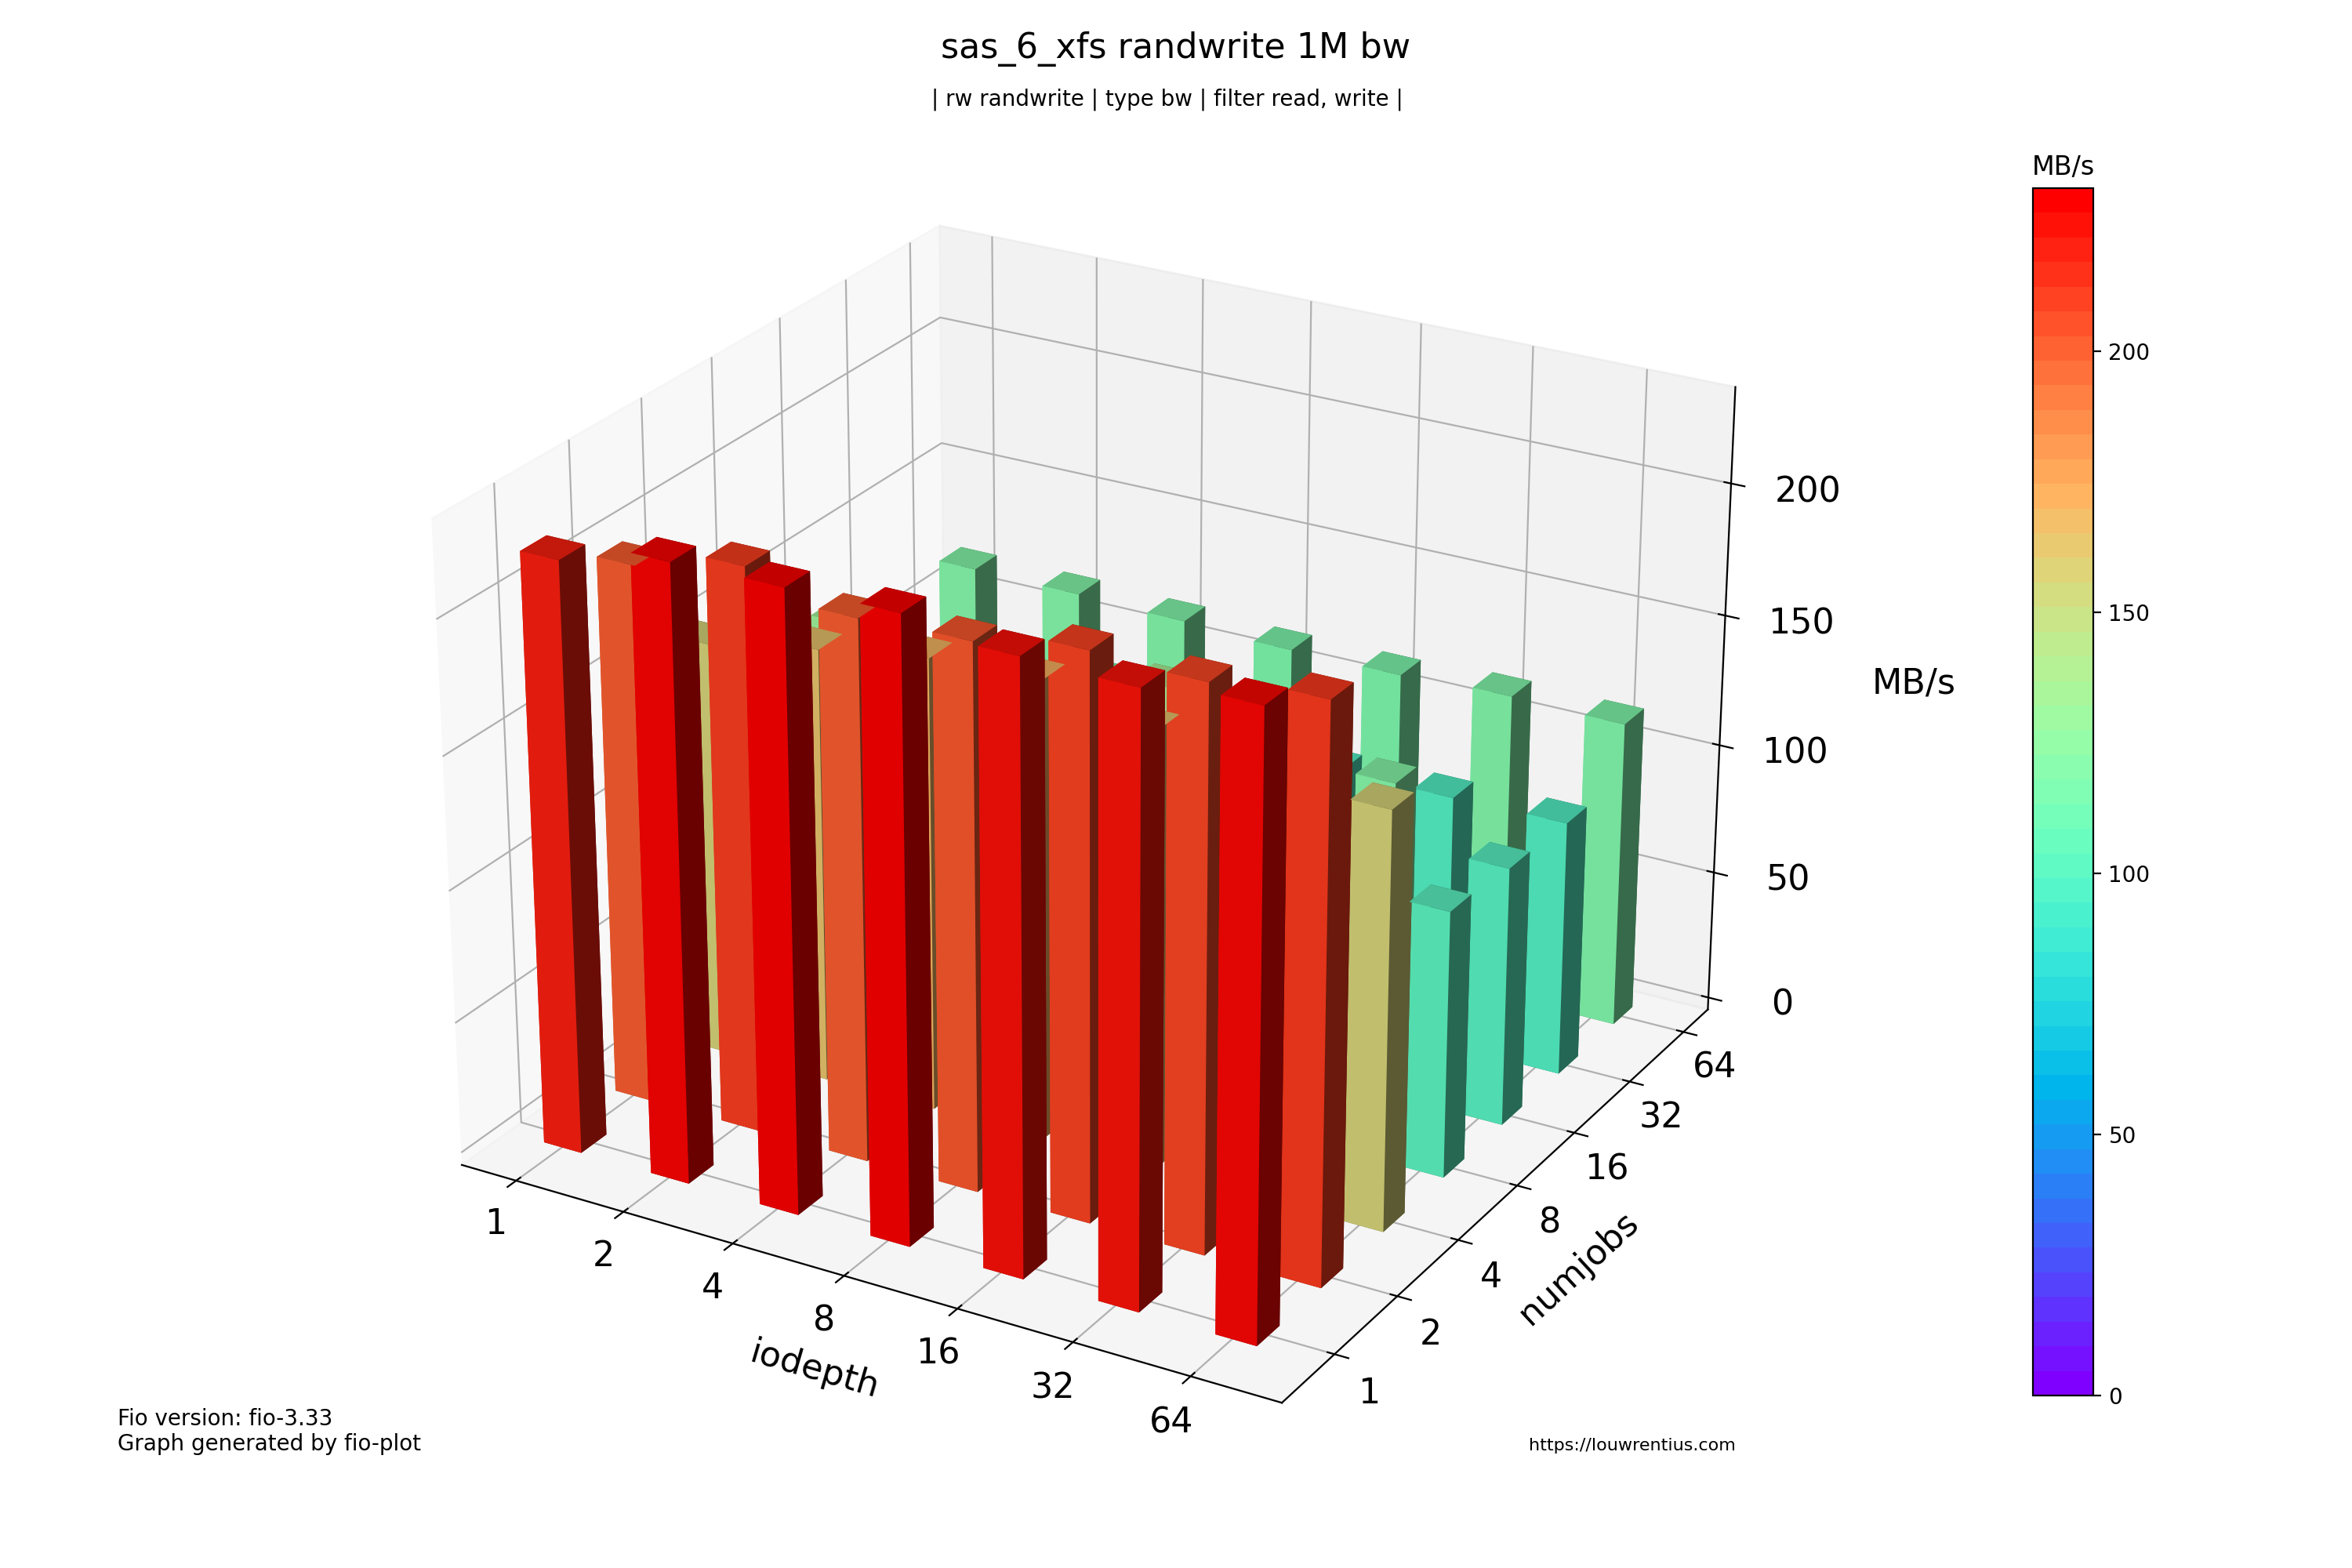 sas_6_xfs randwrite 1M bw
| rw randwrite | type bw | filter read, write |
MB/s
200
150
100
50
0
200
150
100
50
0
MB/s
64
32
16
8
4
2
1
numjobs
1
2
4
8
16
32
64
iodepth
Fio version: fio-3.33
Graph generated by fio-plot
https://louwrentius.com